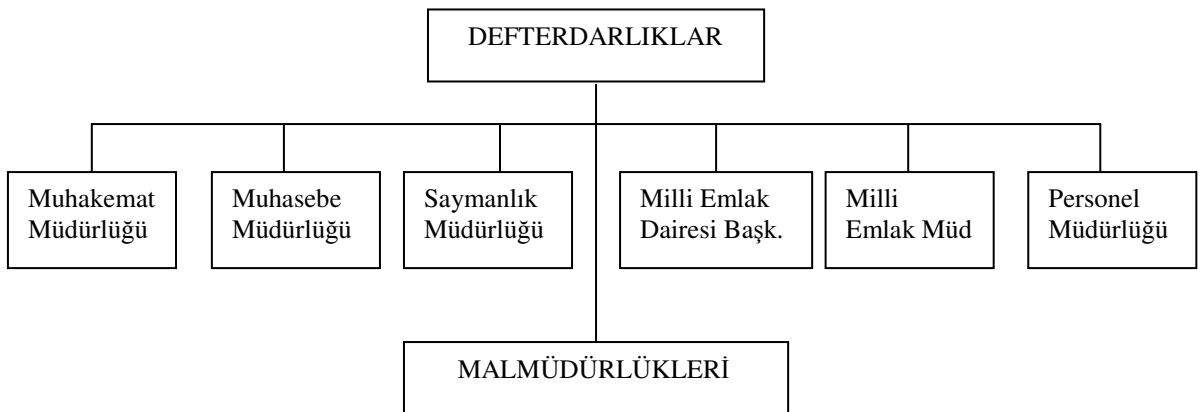 DEFTERDARLIKLAR
Muhakemat
Müdürlüğü
Muhasebe
Müdürlüğü
Saymanlık
Müdürlüğü
Milli Emlak
Dairesi Başk.
Milli
Emlak Müd
Personel
Müdürlüğü
MALMÜDÜRLÜKLERİ